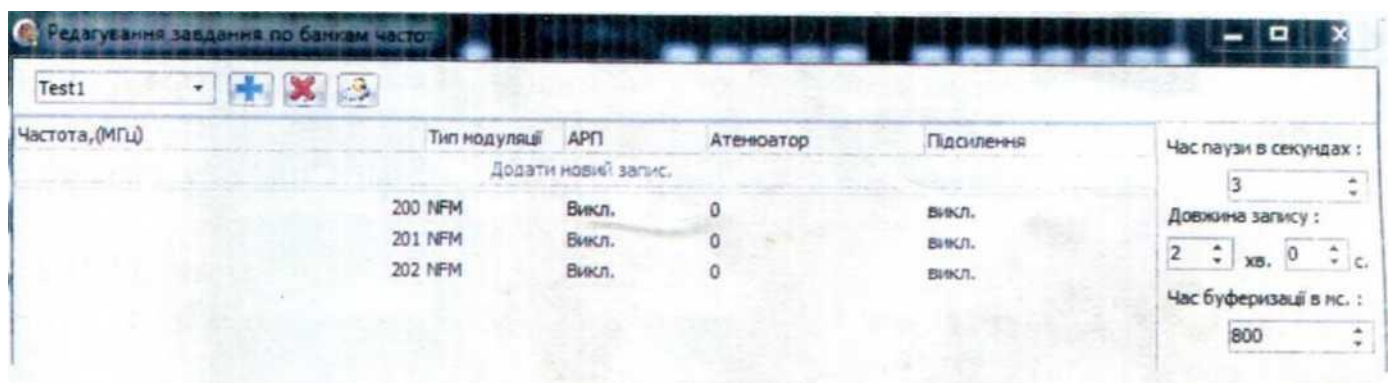 Редагування завдання по банкам частот
Test1
Частота,(МГц) Тип модуляції АРП Атенюатор Підсилення
Додати новий запис.
200 NFM Викл. 0 викл.
201 NFM Викл. 0 викл.
202 NFM Викл. 0 викл.
Час паузи в секундах :
3
Довжина запису :
2 хв. 0 с.
Час буферизації в мс. :
800